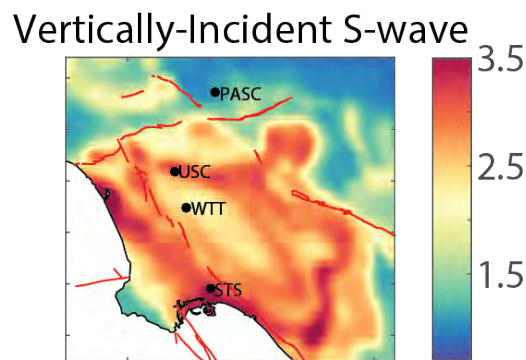 Vertically-Incident S-wave
3.5
PASC
2.5
USC
WTT
1.5
STS